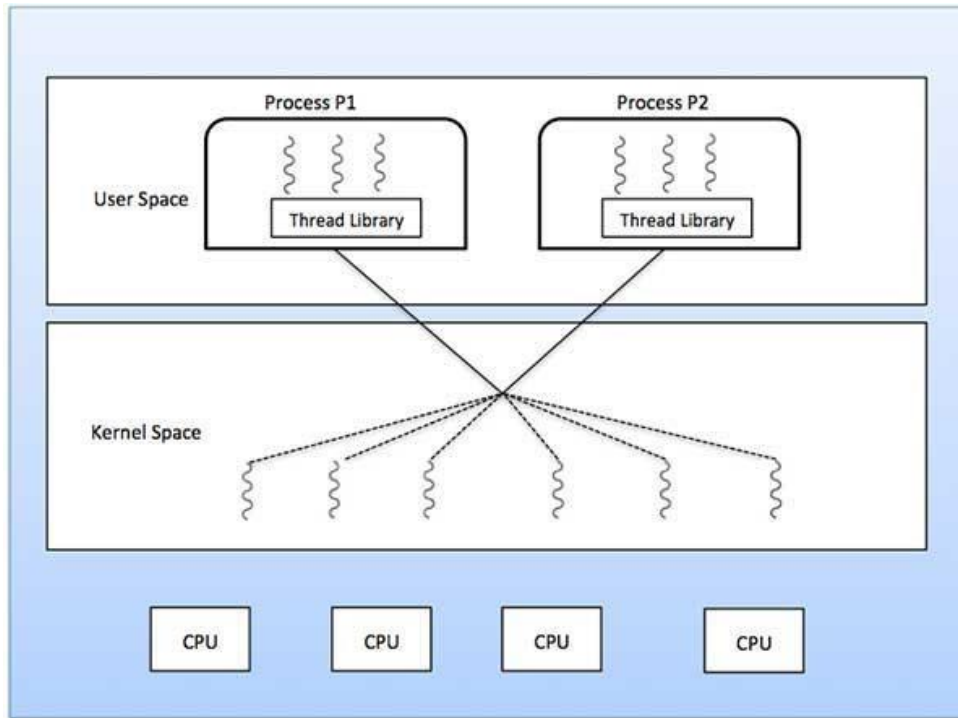 Process P1
Process P2
User Space
Thread Library
Thread Library
Kernel Space
CPU
CPU
CPU
CPU